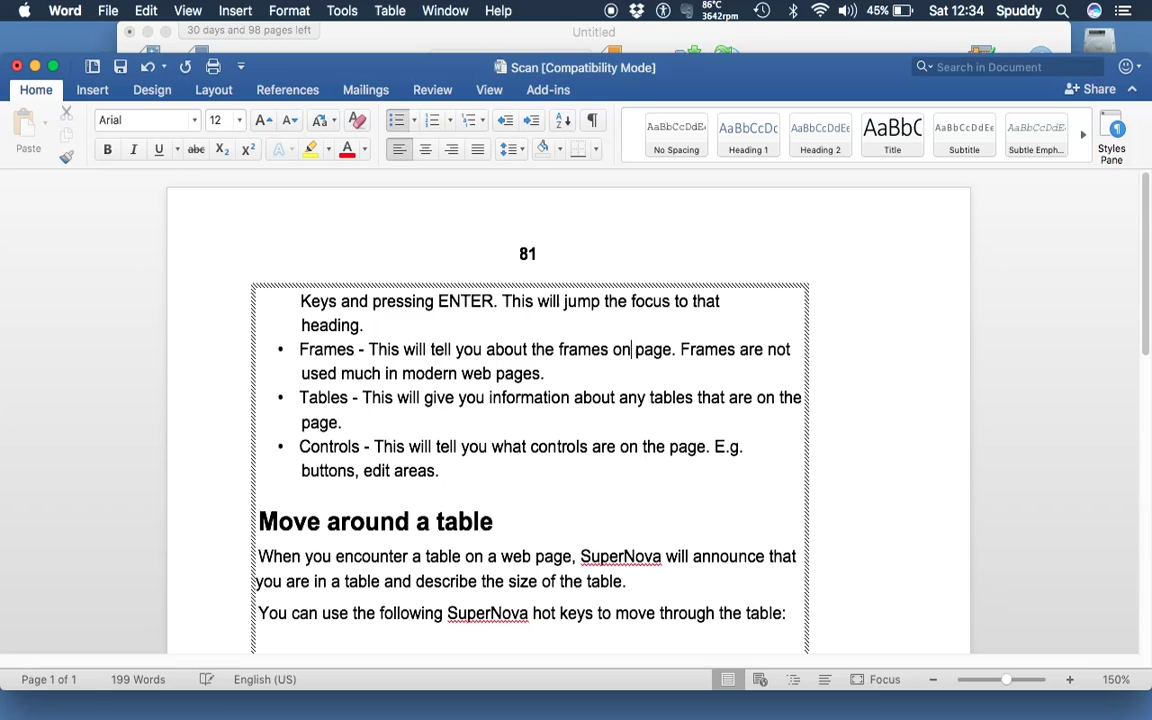 Word File Edit View Insert Format Tools Table Window Help
86°C
3642rpm
45% Sat 12:34 Spuddy
30 days and 98 pages left
Untitled
Scan [Compatibility Mode]
Search in Document
Home Insert Design Layout References Mailings Review View Add-ins
Share
Paste
Arial 12
AaBbCcDdEe AaBbCcDc AaBbCcDdEe AaBbC AaBbCcDdEe AaBbCcDdEe
No Spacing Heading 1 Heading 2 Title Subtitle Subtle Emph...
Styles
Pane
81
Keys and pressing ENTER. This will jump the focus to that
heading.
• Frames - This will tell you about the frames on page. Frames are not
used much in modern web pages.
• Tables - This will give you information about any tables that are on the
page.
• Controls - This will tell you what controls are on the page. E.g.
buttons, edit areas.
Move around a table
When you encounter a table on a web page, SuperNova will announce that
you are in a table and describe the size of the table.
You can use the following SuperNova hot keys to move through the table:
Page 1 of 1 199 Words English (US) Focus 150%